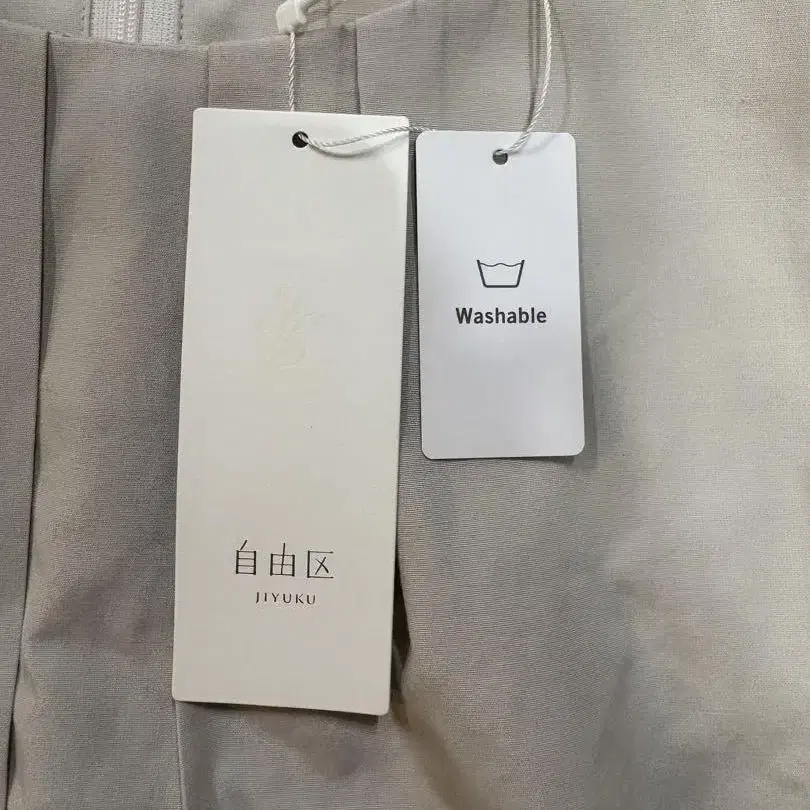 自由区
JIYUKU
Washable